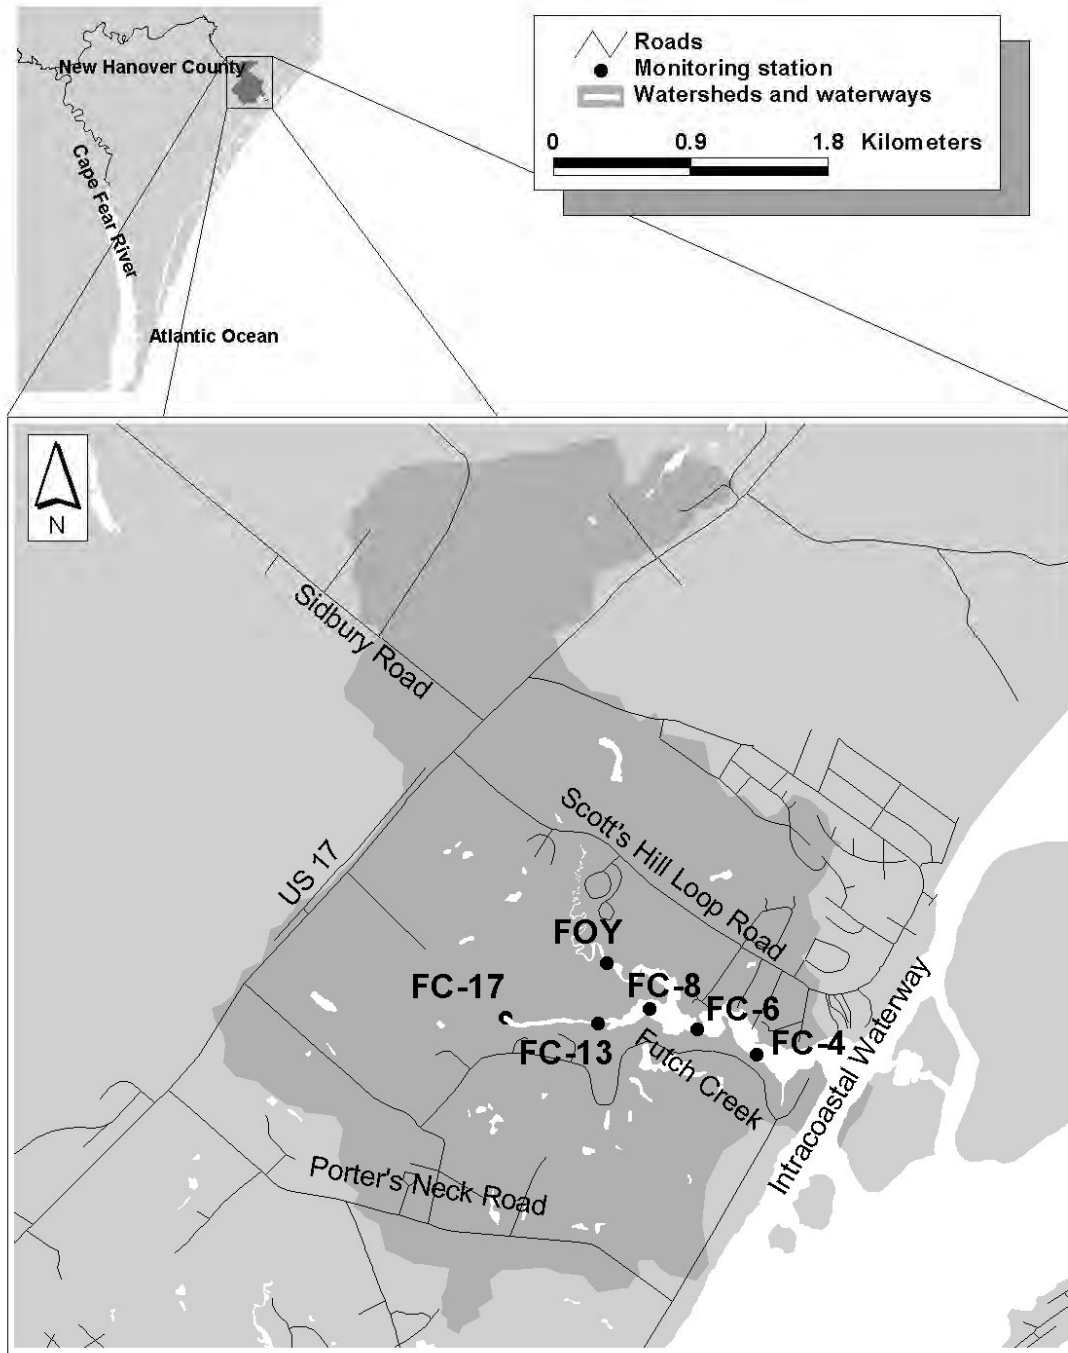 New Hanover County
Cape Fear River
Atlantic Ocean
Roads
Monitoring station
Watersheds and waterways
0 0.9 1.8 Kilometers
N
Sidbury Road
US 17
Scott's Hill Loop Road
FOY
FC-17
FC-8
FC-6
FC-13
FC-4
Futch Creek
Intracoastal Waterway
Porter's Neck Road